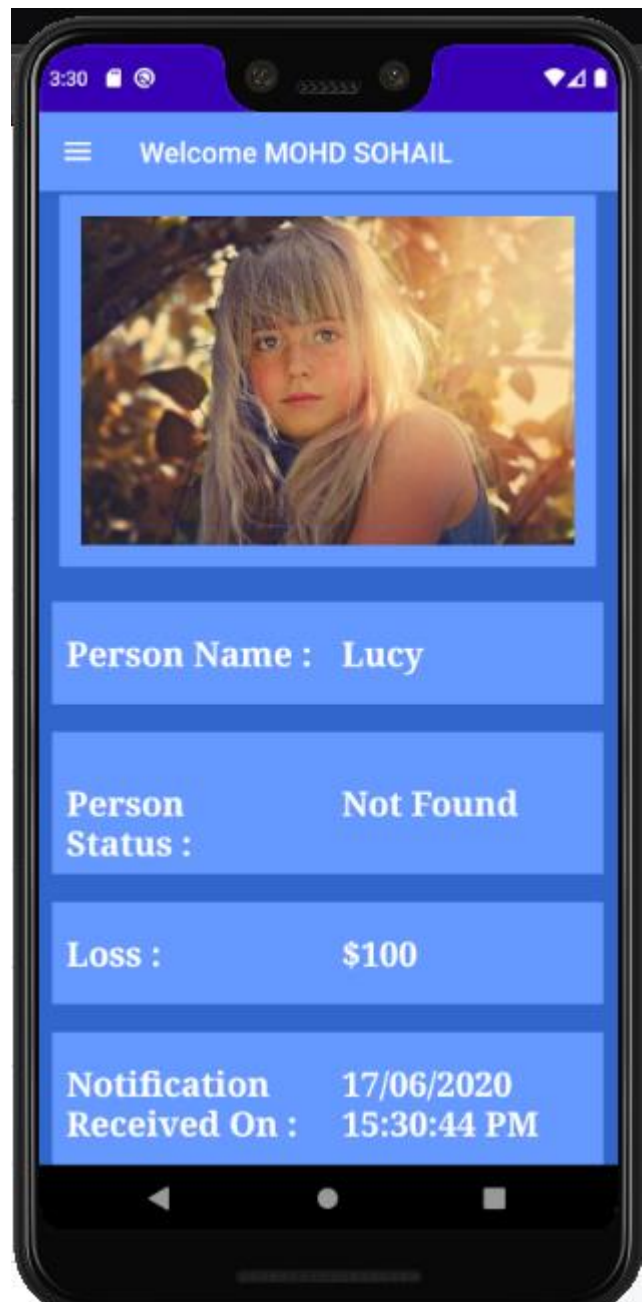 3:30
Welcome MOHD SOHAIL
Person Name : Lucy
Person Not Found
Status :
Loss : $100
Notification 17/06/2020
Received On : 15:30:44 PM